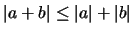 |a + b| ≤ |a| + |b|